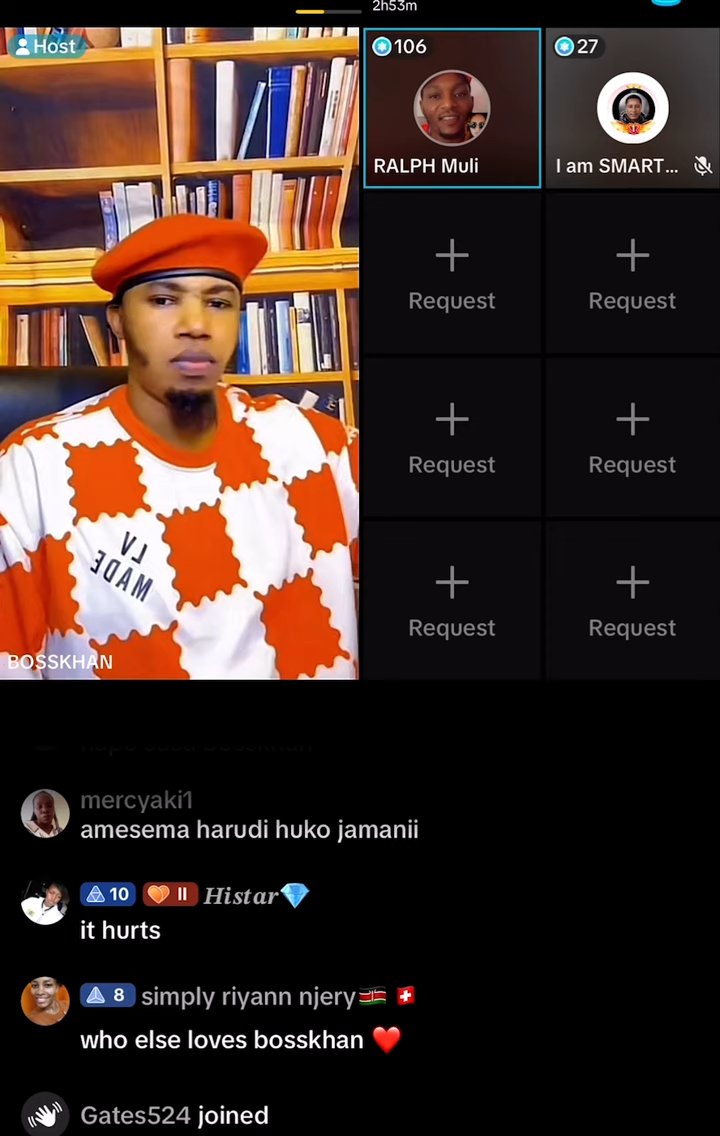 2h53m
Host
106
27
RALPH Muli
I am SMART...
Request
Request
Request
Request
Request
Request
LV
MADE
BOSSKHAN
mercyaki1
amesema harudi huko jamanii
10 II Histar💎
it hurts
8 simply riyann njery🇰🇪🇨🇭
who else loves bosskhan ❤️
Gates524 joined